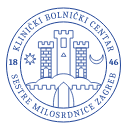 KLINIČKI BOLNIČKI CENTAR
18 46
SESTRE MILOSRDNICE ZAGREB